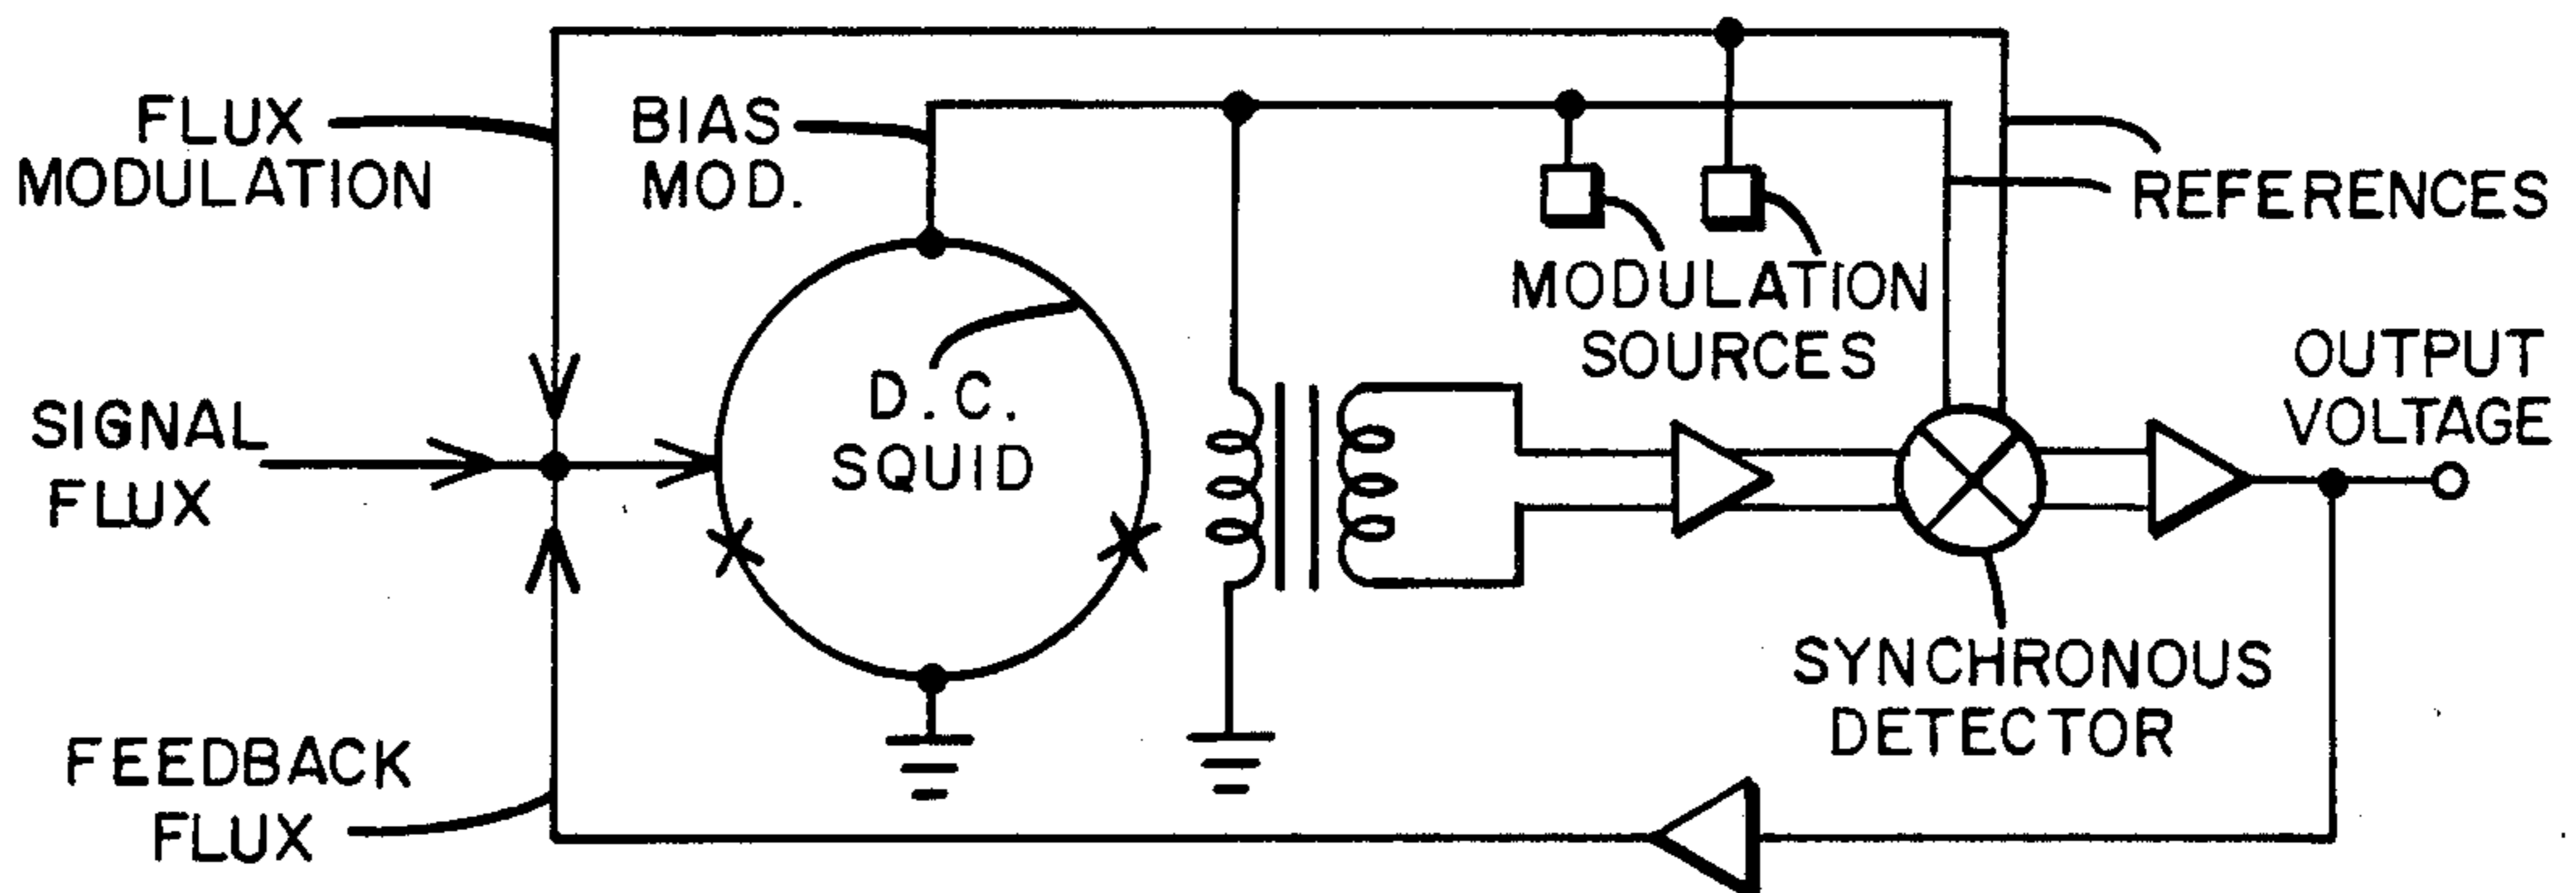 FLUX
MODULATION
BIAS
MOD.
REFERENCES
MODULATION
SOURCES
OUTPUT
VOLTAGE
D.C.
SQUID
SIGNAL
FLUX
SYNCHRONOUS
DETECTOR
FEEDBACK
FLUX